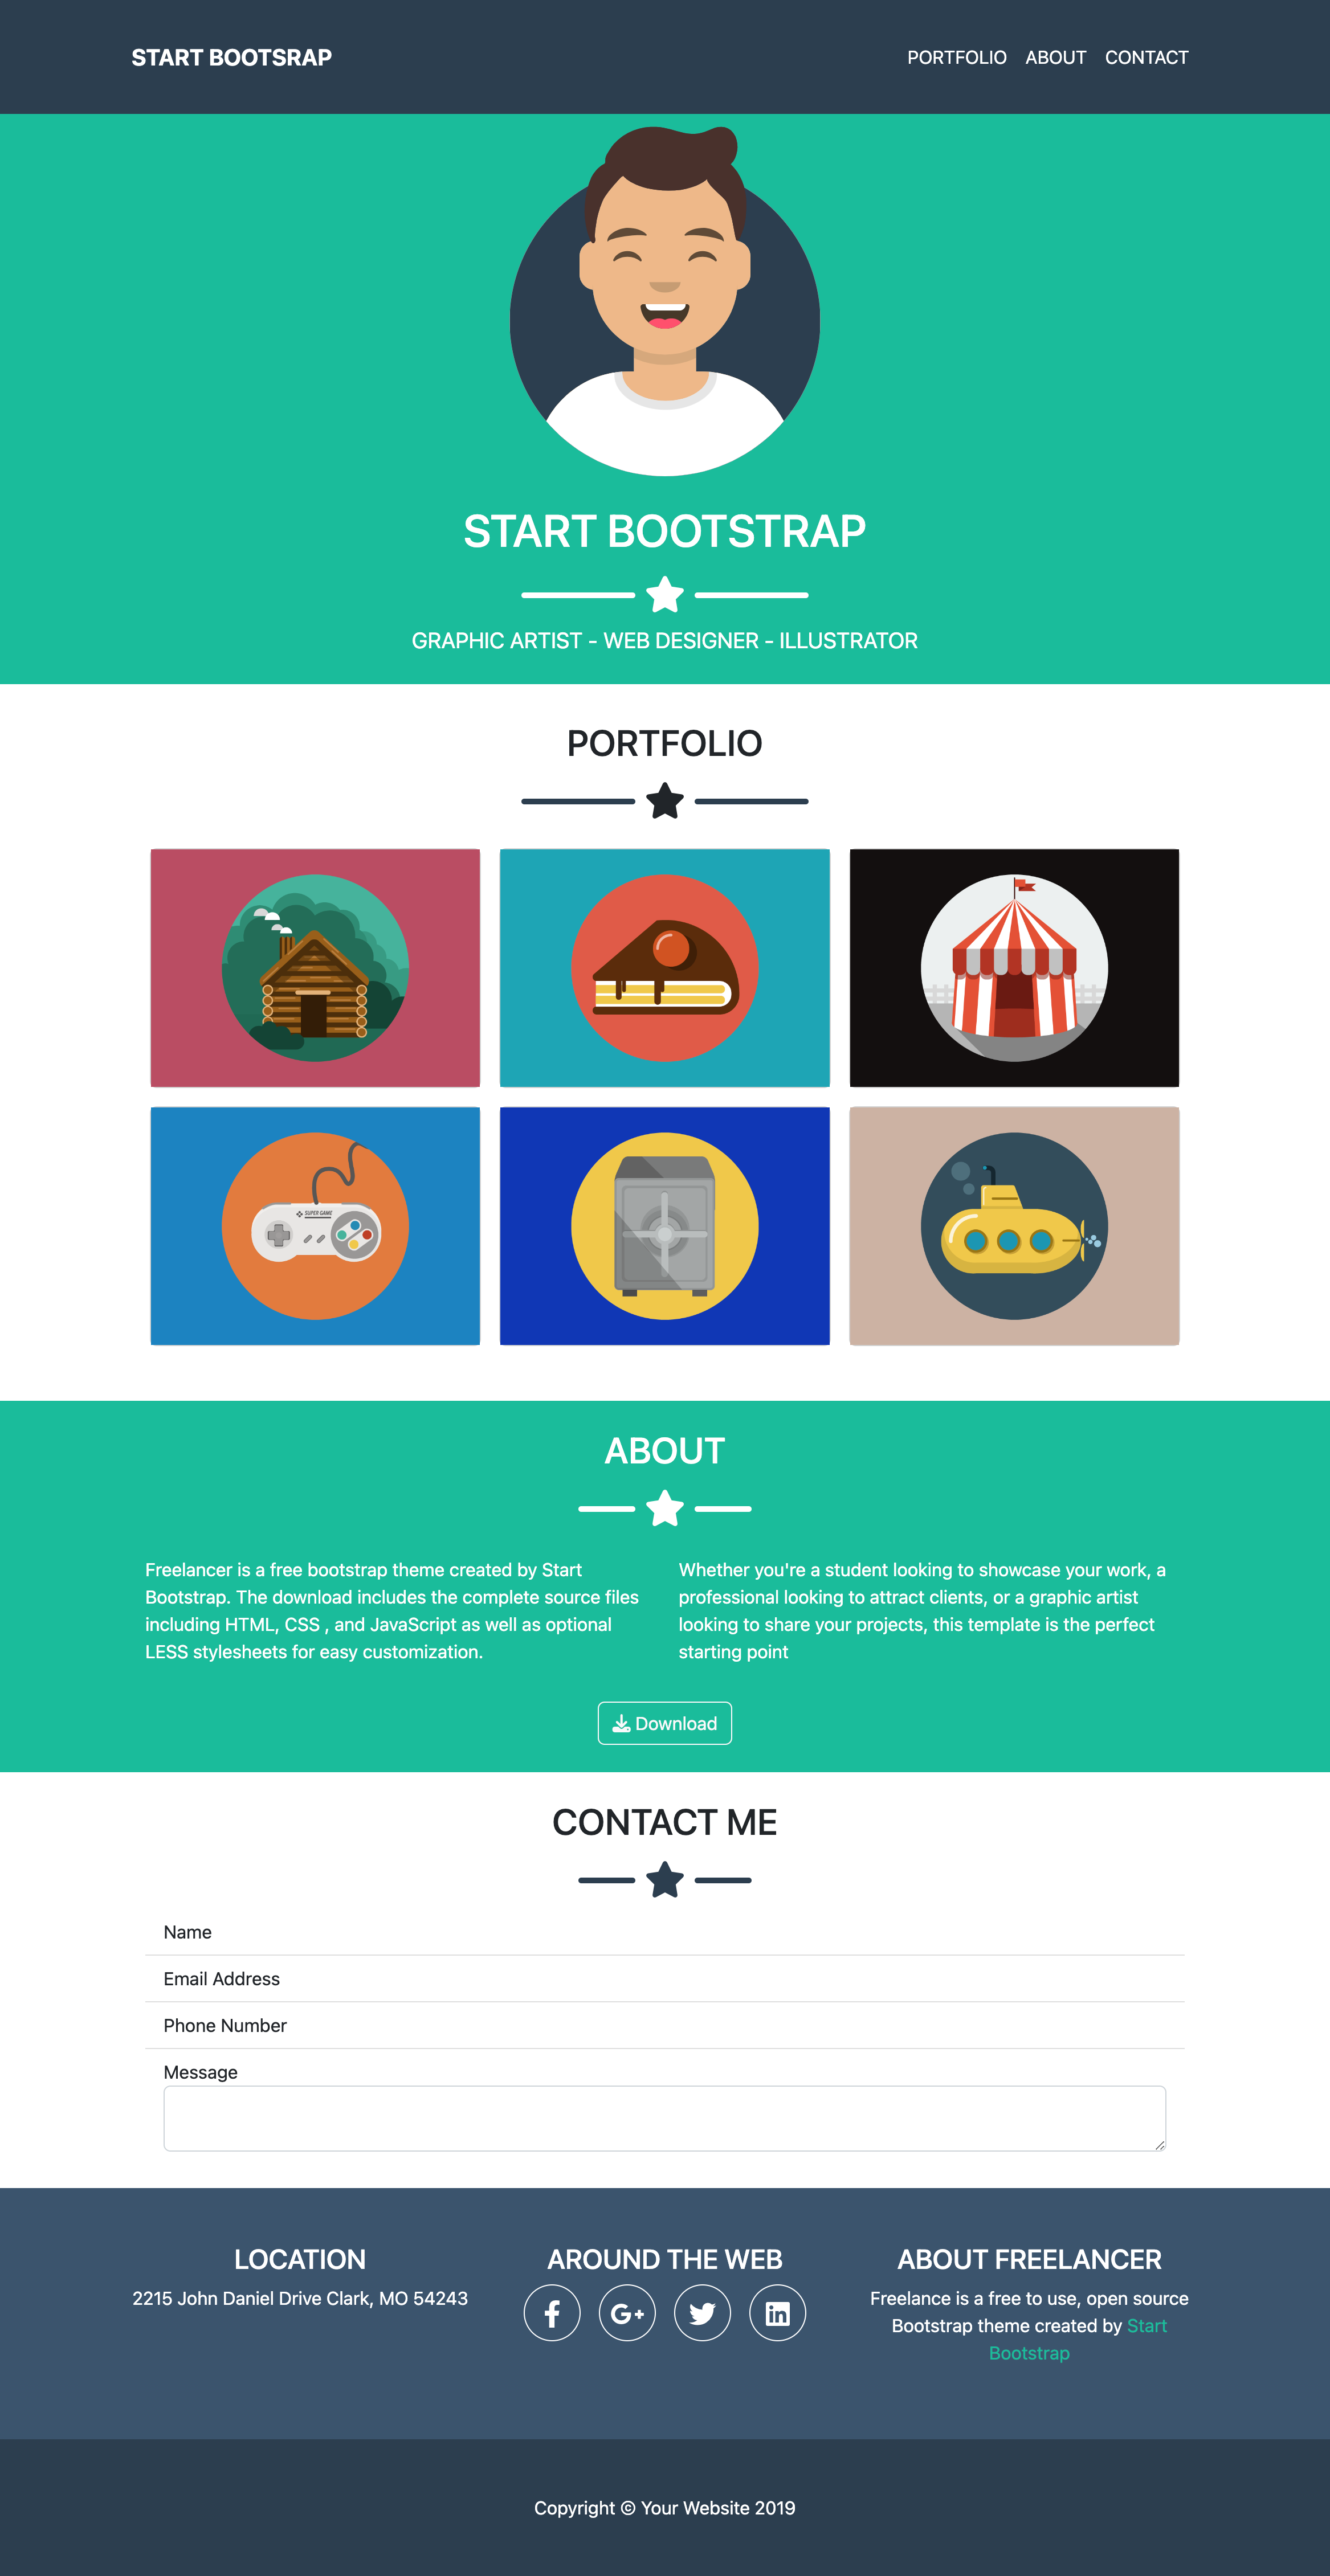 START BOOTSRAP
PORTFOLIO ABOUT CONTACT
START BOOTSTRAP
GRAPHIC ARTIST - WEB DESIGNER - ILLUSTRATOR
PORTFOLIO
SUPER GAME
ABOUT
Freelancer is a free bootstrap theme created by Start
Bootstrap. The download includes the complete source files
including HTML, CSS , and JavaScript as well as optional
LESS stylesheets for easy customization.
Whether you're a student looking to showcase your work, a
professional looking to attract clients, or a graphic artist
looking to share your projects, this template is the perfect
starting point
Download
CONTACT ME
Name
Email Address
Phone Number
Message
LOCATION
2215 John Daniel Drive Clark, MO 54243
AROUND THE WEB
f G+ in
ABOUT FREELANCER
Freelance is a free to use, open source
Bootstrap theme created by Start
Bootstrap
Copyright © Your Website 2019